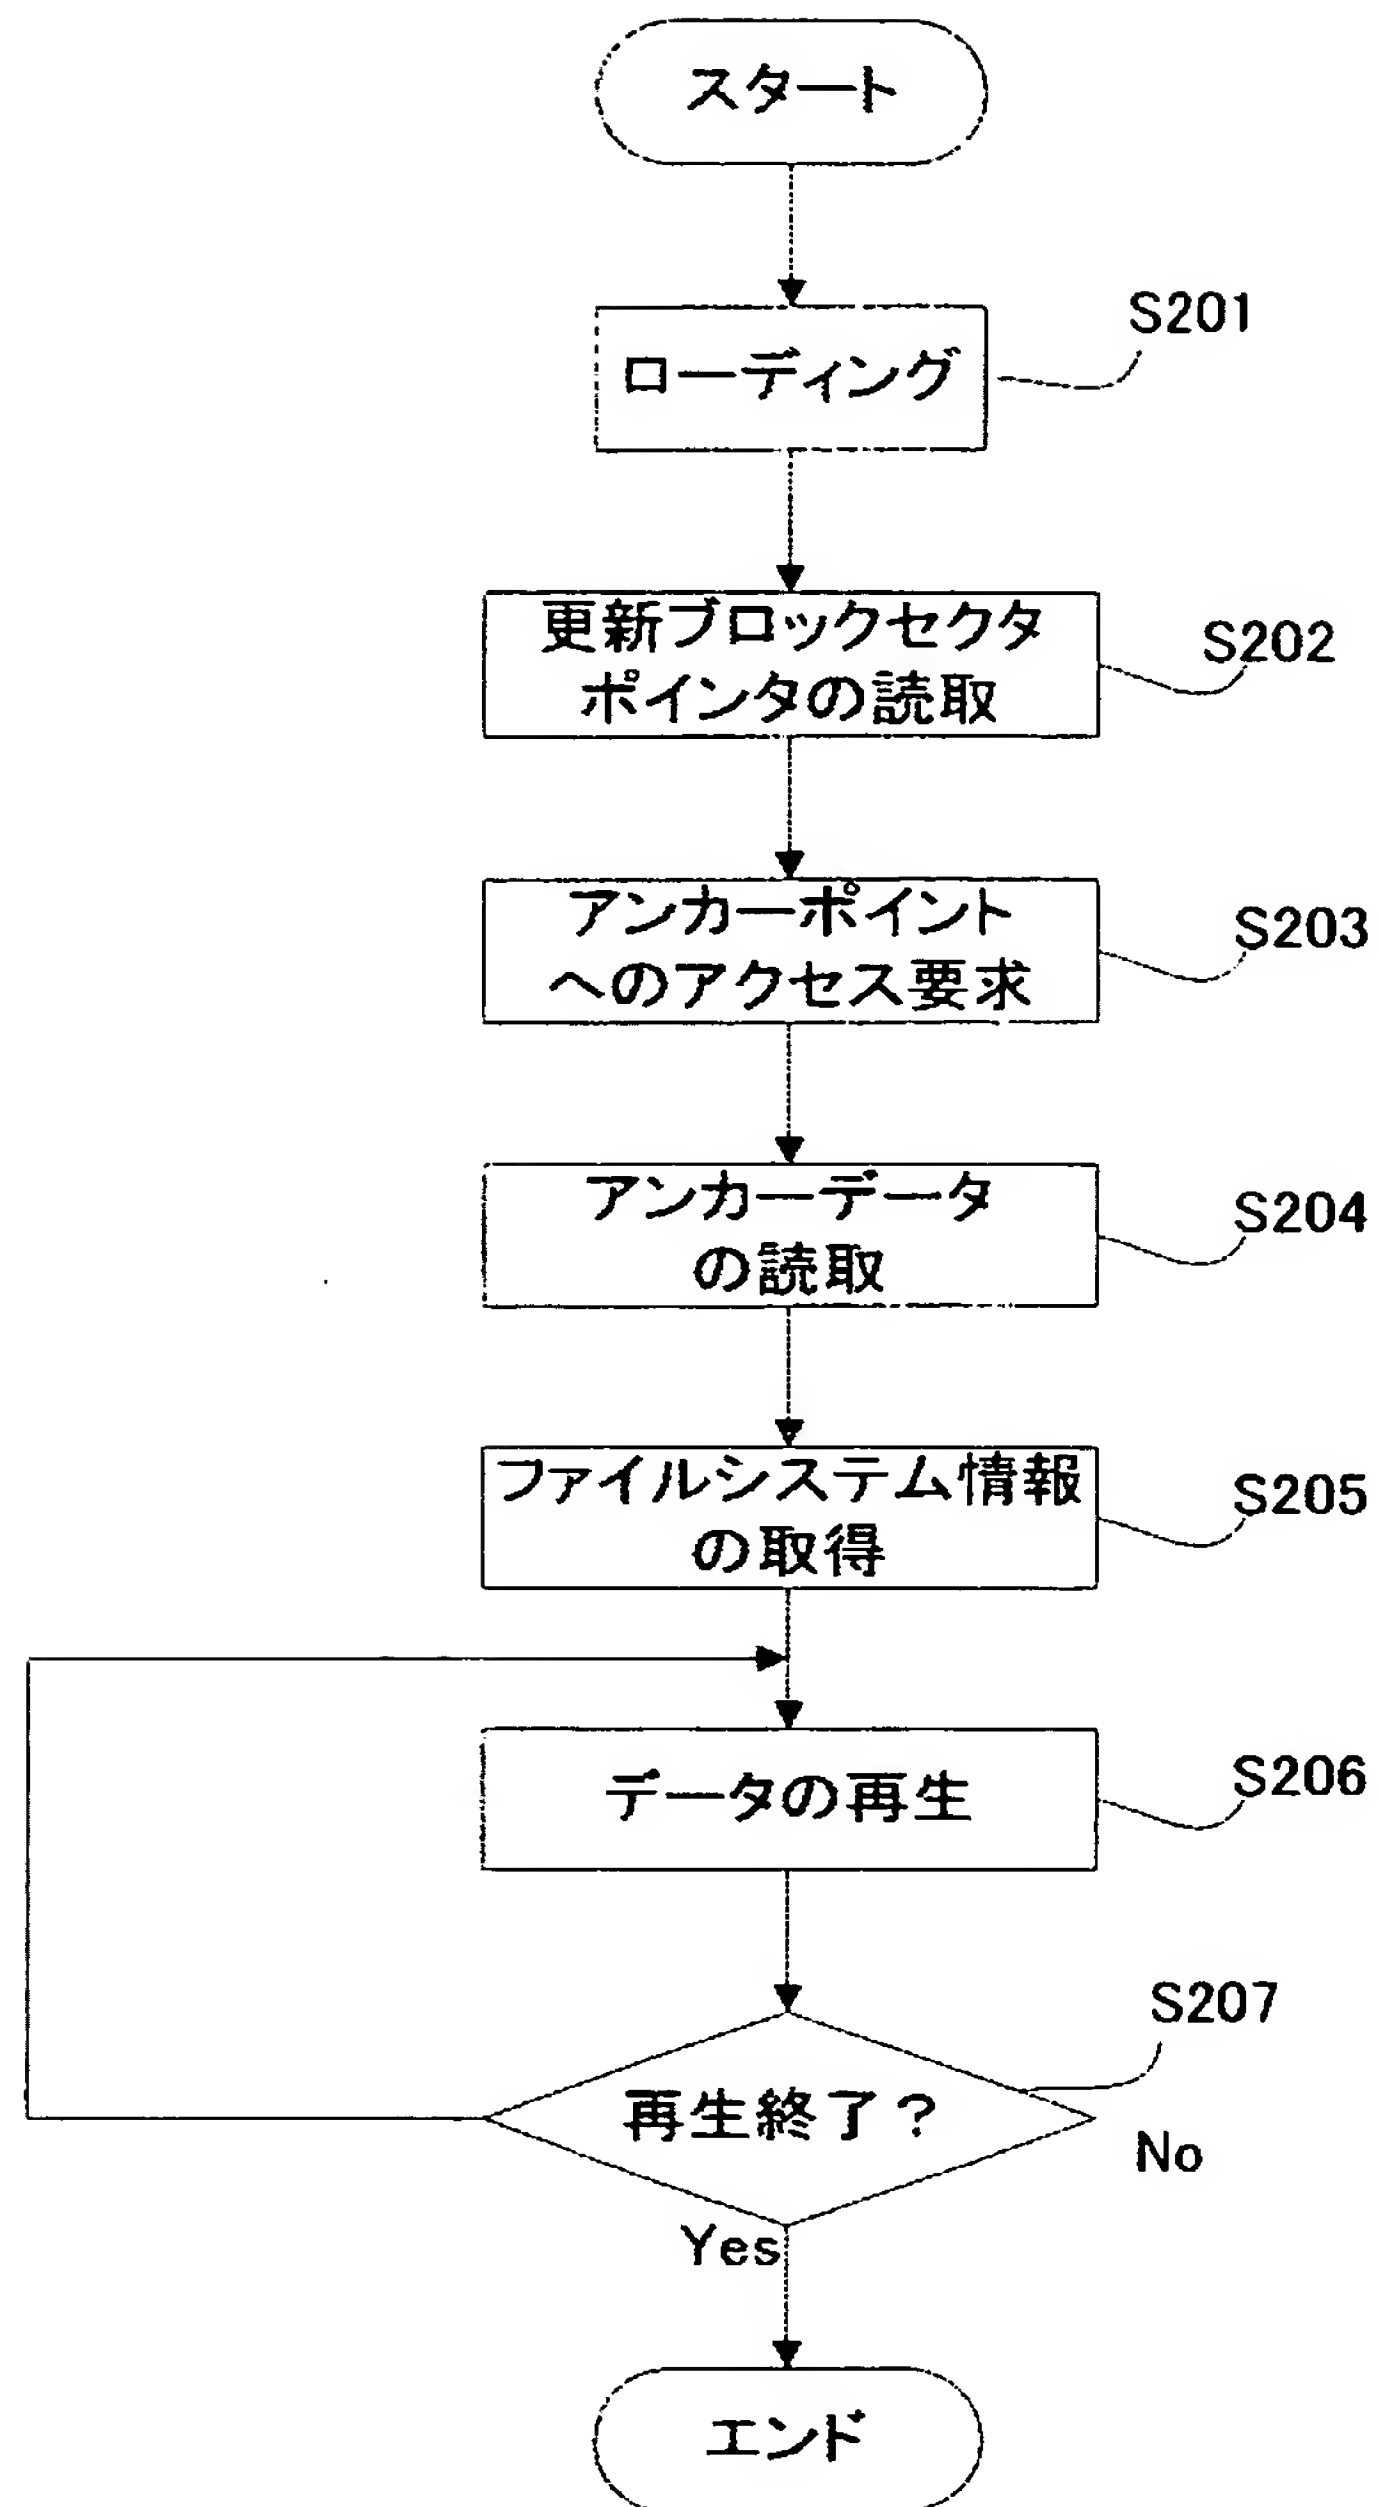 スタート
S201
ローディング
更新ブロックセクタ
S202
ポインタの読取
アンカーポイント
S203
へのアクセス要求
アンカーデータ
S204
の読取
ファイルシステム情報
S205
の取得
S206
データの再生
S207
再生終了？
No
Yes
エンド